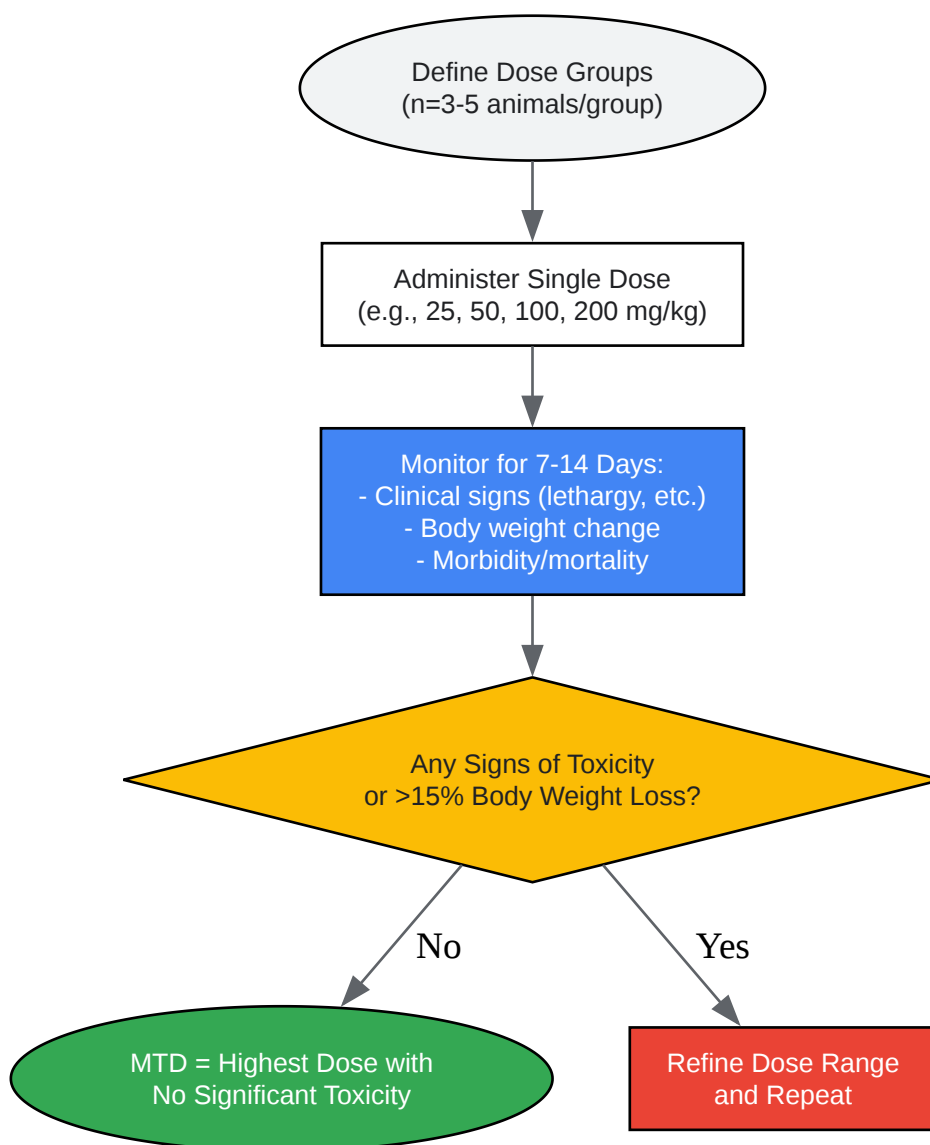 Define Dose Groups
(n=3-5 animals/group)
Administer Single Dose
(e.g., 25, 50, 100, 200 mg/kg)
Monitor for 7-14 Days:
- Clinical signs (lethargy, etc.)
- Body weight change
- Morbidity/mortality
Any Signs of Toxicity
or >15% Body Weight Loss?
No
Yes
MTD = Highest Dose with
No Significant Toxicity
Refine Dose Range
and Repeat